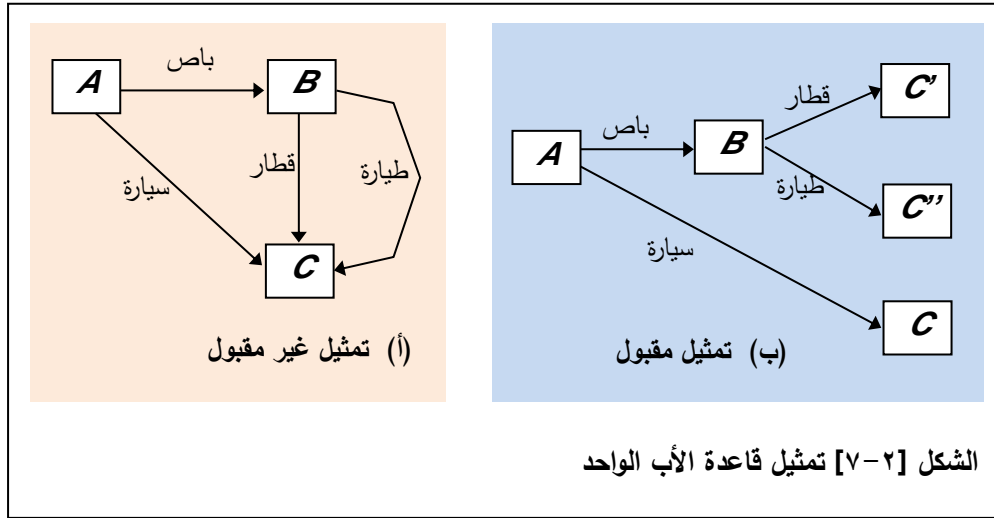 باص
A
B
سيارة
قطار
طيارة
C
(أ) تمثيل غير مقبول
باص
A
B
قطار
C’
طيارة
C’’
سيارة
C
(ب) تمثيل مقبول
الشكل [٢-٧] تمثيل قاعدة الأب الواحد